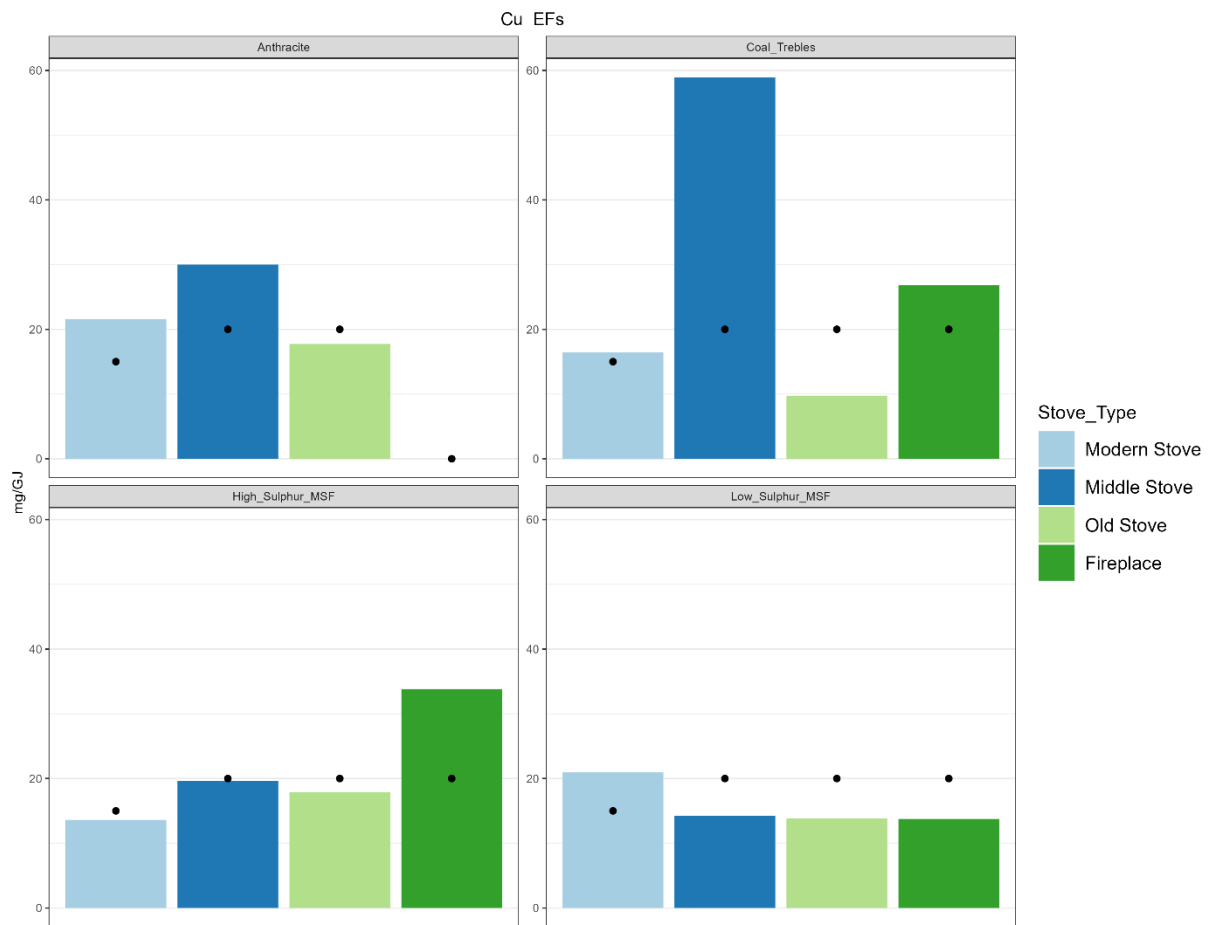 Cu EFs
Anthracite
Coal_Trebles
60
40
20
0
60
40
20
0
High_Sulphur_MSF
Low_Sulphur_MSF
60
40
20
0
60
40
20
0
mg/GJ
Stove_Type
Modern Stove
Middle Stove
Old Stove
Fireplace